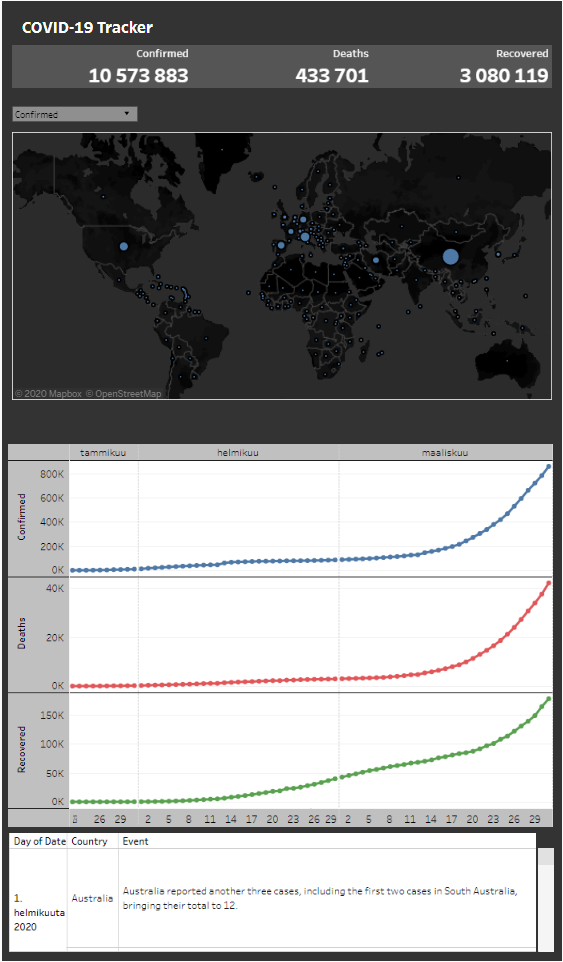 COVID-19 Tracker
Confirmed Deaths Recovered
10 573 883 433 701 3 080 119
Confirmed
© 2020 Mapbox © OpenStreetMap
tammikuu helmikuu maaliskuu
Confirmed
800K
600K
400K
200K
0K
Deaths
40K
20K
0K
Recovered
150K
100K
50K
0K
26 29 2 5 8 11 14 17 20 23 26 29 2 5 8 11 14 17 20 23 26 29
Day of Date Country Event
1. helmikuuta 2020
Australia
Australia reported another three cases, including the first two cases in South Australia,
bringing their total to 12.